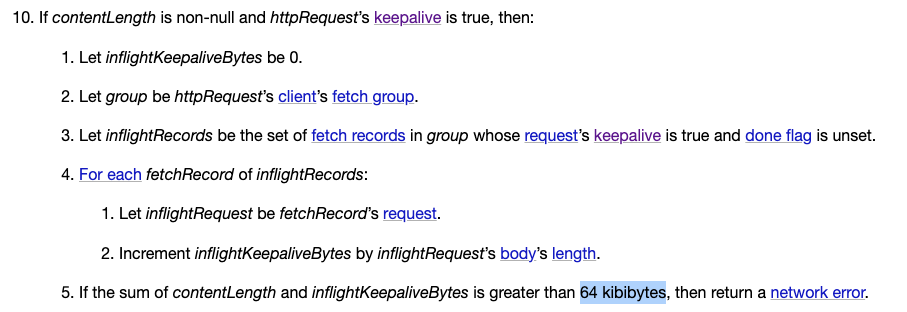 10. If contentLength is non-null and httpRequest’s keepalive is true, then:
1. Let inflightKeepaliveBytes be 0.
2. Let group be httpRequest’s client’s fetch group.
3. Let inflightRecords be the set of fetch records in group whose request’s keepalive is true and done flag is unset.
4. For each fetchRecord of inflightRecords:
1. Let inflightRequest be fetchRecord’s request.
2. Increment inflightKeepaliveBytes by inflightRequest’s body’s length.
5. If the sum of contentLength and inflightKeepaliveBytes is greater than 64 kibibytes, then return a network error.